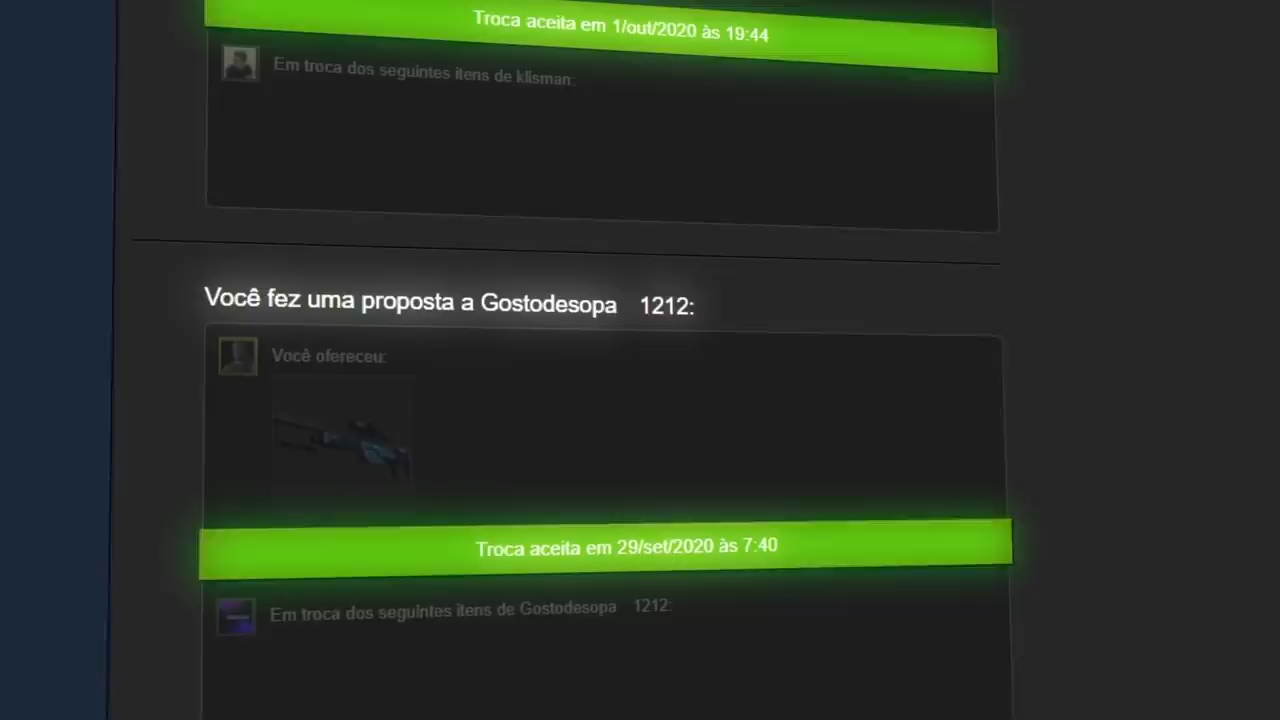 Troca aceita em 1/out/2020 às 19:44
Em troca dos seguintes itens de klisman:
Você fez uma proposta a Gostodesopa 1212:
Você ofereceu:
Troca aceita em 29/set/2020 às 7:40
Em troca dos seguintes itens de Gostodesopa 1212: